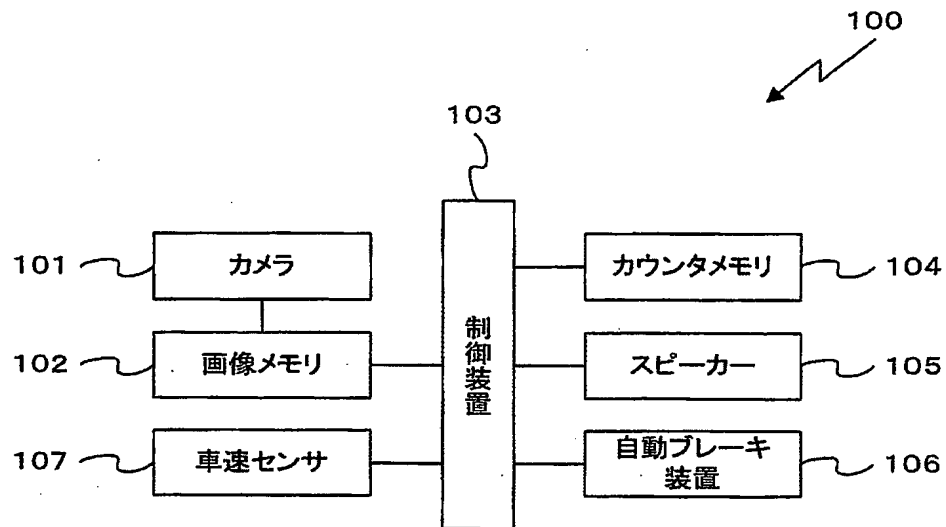 100
103
101
カメラ
カウンタメモリ
104
102
画像メモリ
制御装置
スピーカー
105
107
車速センサ
自動ブレーキ
装置
106